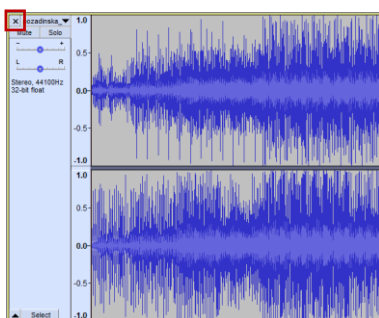 × ozadinska_▼
Mute Solo
- +
L R
Stereo, 44100Hz
32-bit float
▲ Select
1.0
0.5-
0.0-
-0.5-
-1.0
1.0
0.5-
0.0-
-0.5-
-1.0